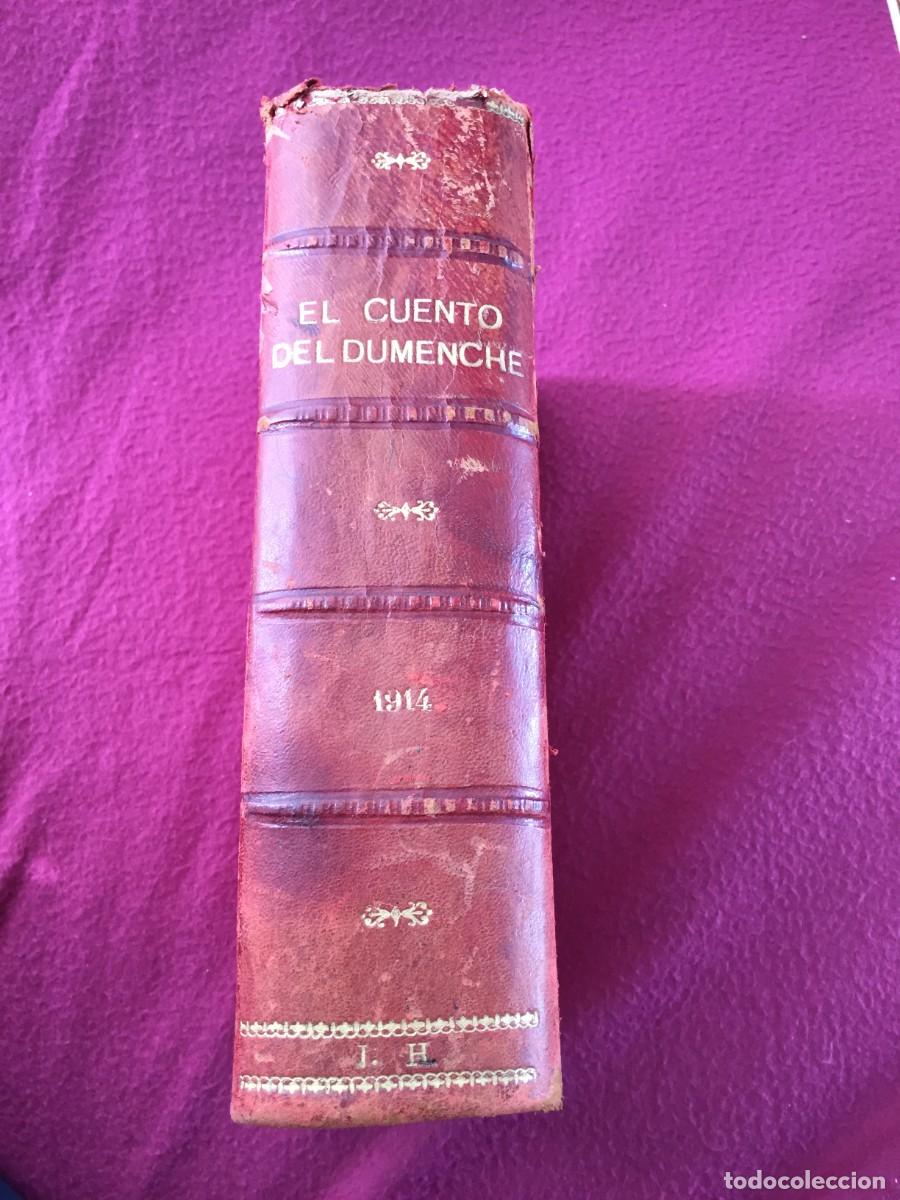 EL CUENTO
DEL DUMENCHE
1914
I. H.
todocoleccion